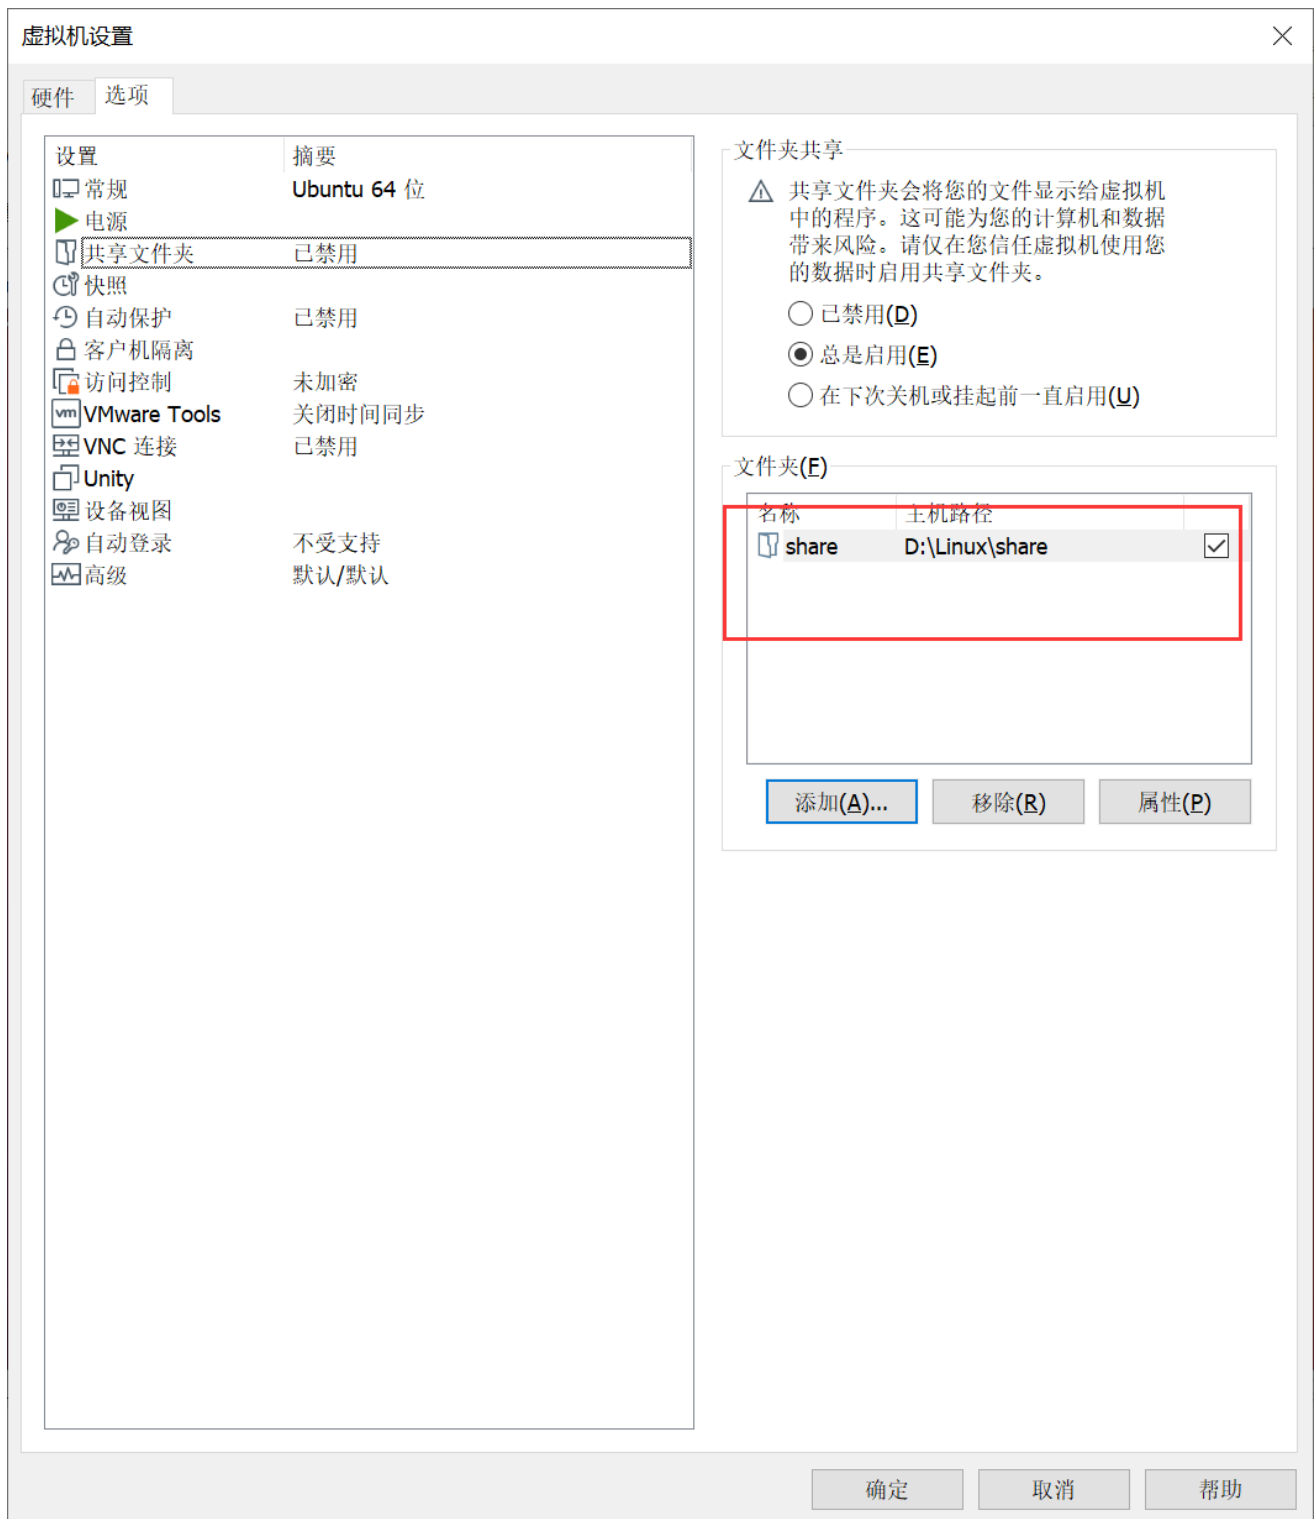 虚拟机设置
硬件 选项
设置 摘要
常规 Ubuntu 64 位
电源
共享文件夹 已禁用
快照
自动保护 已禁用
客户机隔离
访问控制 未加密
vm VMware Tools 关闭时间同步
VNC 连接 已禁用
Unity
设备视图
自动登录 不受支持
高级 默认/默认
文件夹共享
共享文件夹会将您的文件显示给虚拟机
中的程序。这可能为您的计算机和数据
带来风险。请仅在您信任虚拟机使用您
的数据时启用共享文件夹。
已禁用(D)
总是启用(E)
在下次关机或挂起前一直启用(U)
文件夹(F)
名称 主机路径
share D:\Linux\share
添加(A)... 移除(R) 属性(P)
确定 取消 帮助